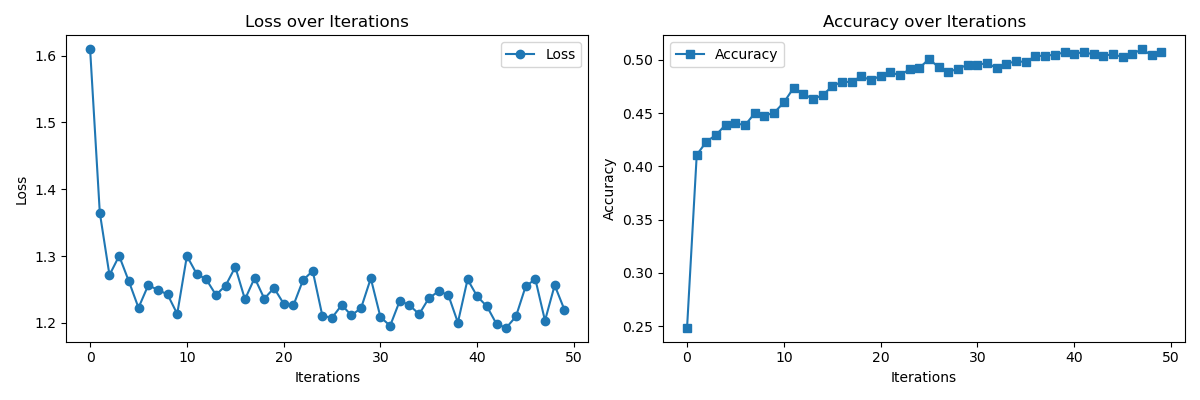 Loss over Iterations
Loss
1.6
1.5
1.4
1.3
1.2
Loss
0 10 20 30 40 50
Iterations
Accuracy over Iterations
Accuracy
0.50
0.45
0.40
0.35
0.30
0.25
Accuracy
0 10 20 30 40 50
Iterations